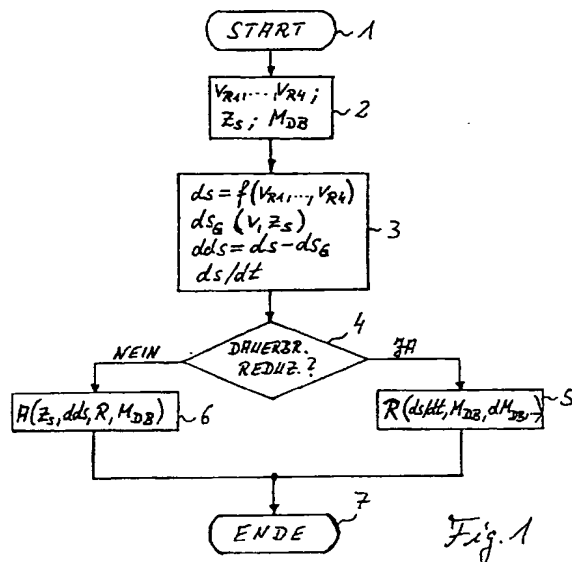 START
1
V_R1, ..., V_R4;
Z_S; M_DB
2
ds = f(V_R1, ..., V_R4)
ds_G (V, Z_S)
dds = ds - ds_G
ds/dt
3
4
NEIN
DAUERBR.
REDUZ.?
JA
A(Z_S, dds, R, M_DB)
6
R(ds/dt, M_DB, dM_DB, ...)
5
7
ENDE
Fig. 1